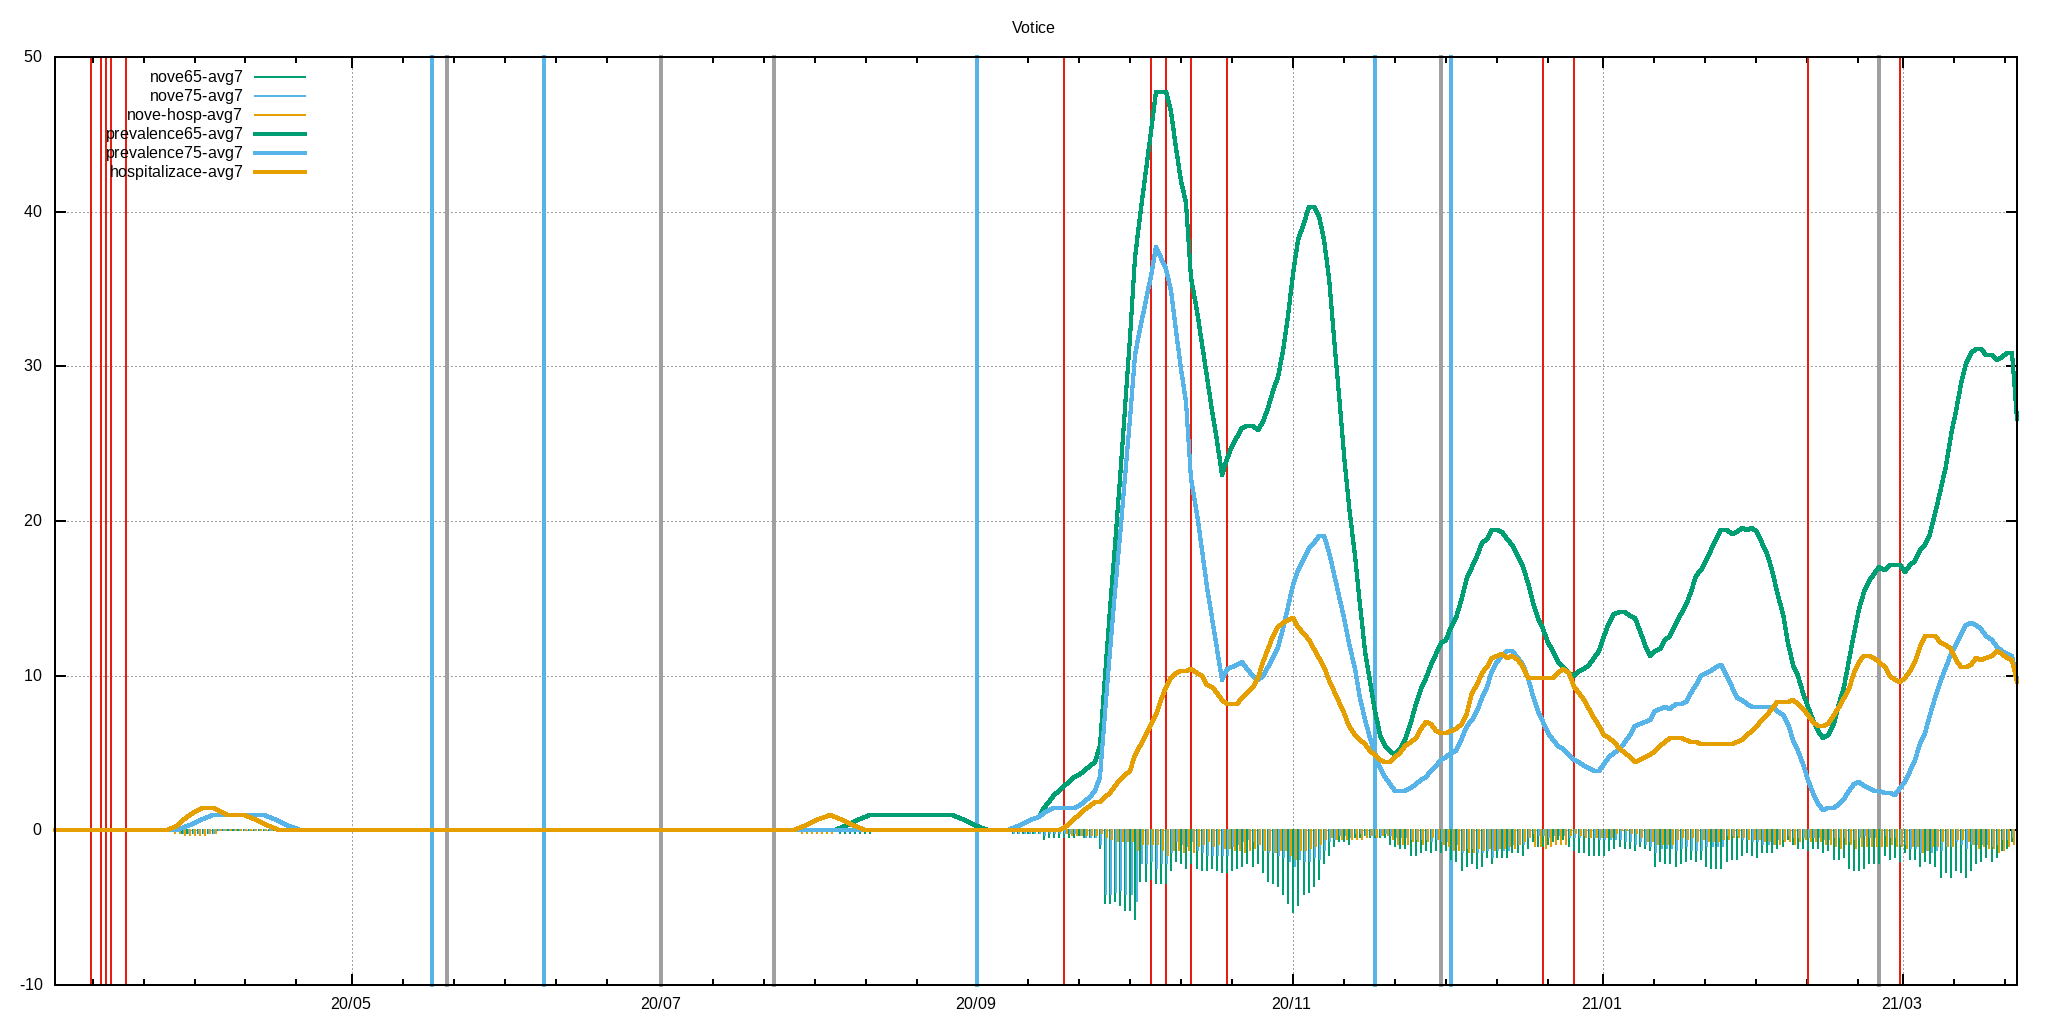 Votice
50
nove65-avg7
nove75-avg7
nove-hosp-avg7
prevalence65-avg7
prevalence75-avg7
hospitalizace-avg7
40
30
20
10
0
-10
20/05 20/07 20/09 20/11 21/01 21/03